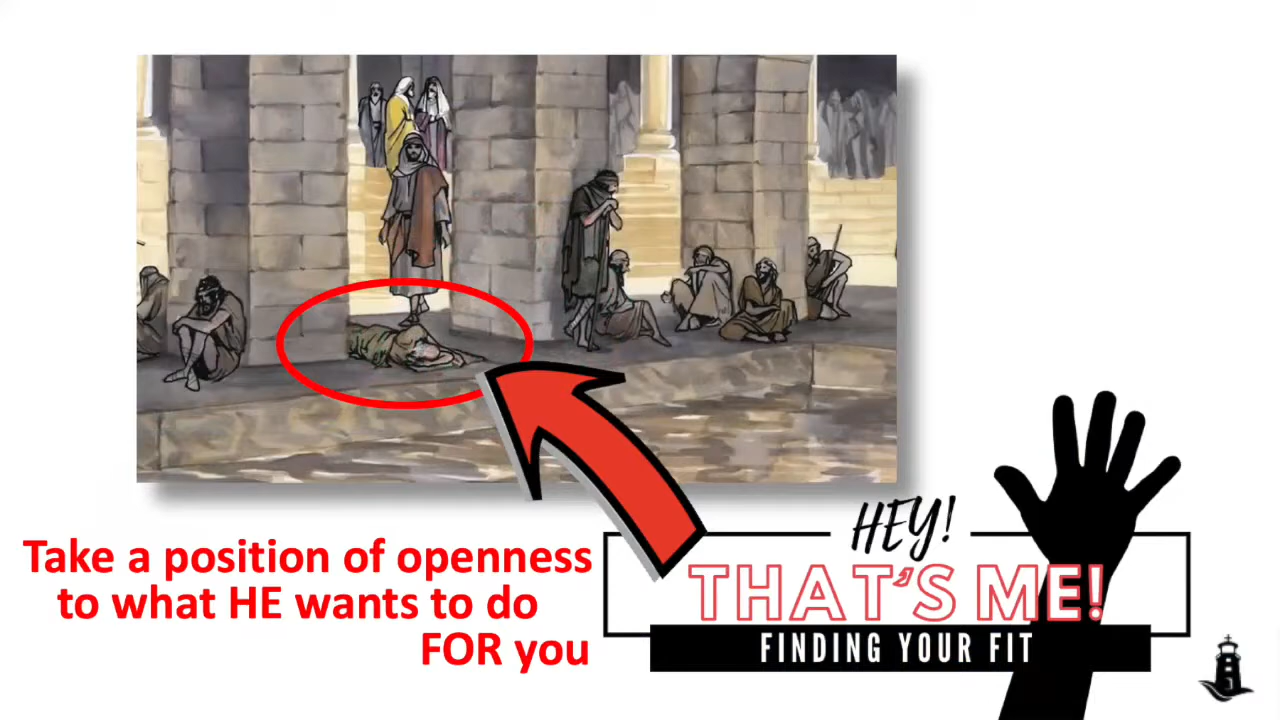 Take a position of openness
to what HE wants to do
FOR you
HEY!
THAT'S ME!
FINDING YOUR FIT